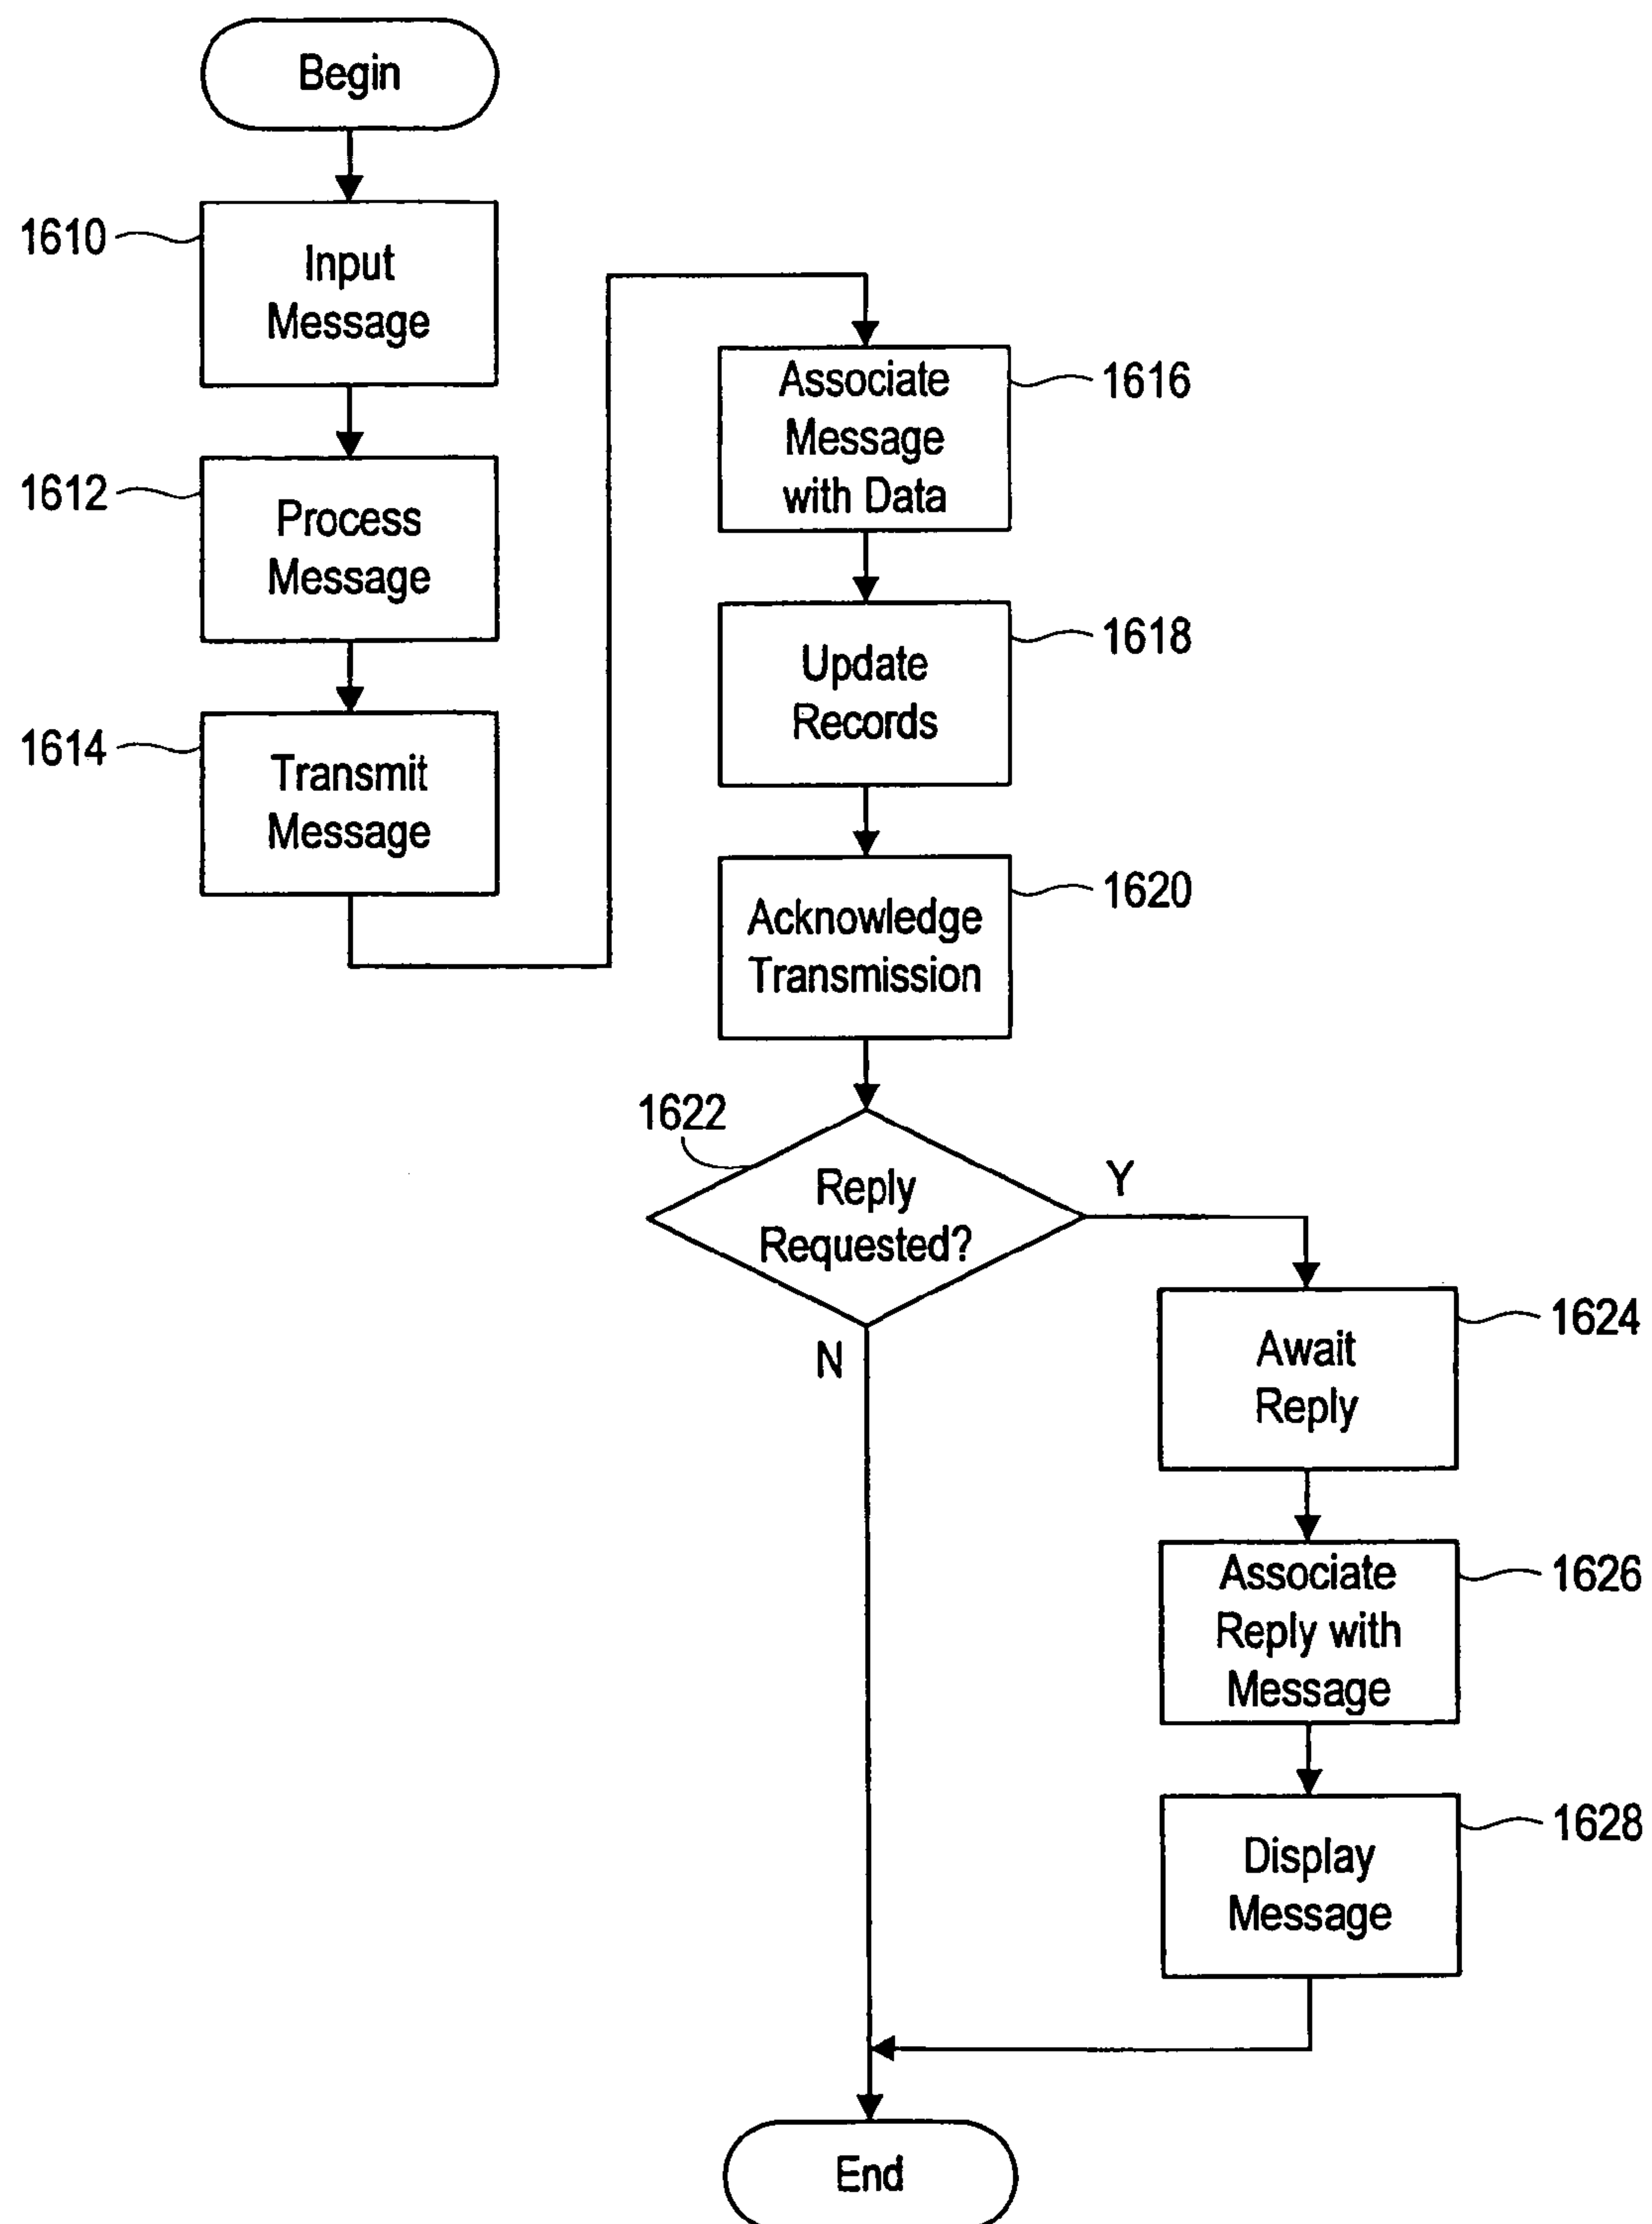 Begin
1610
Input
Message
1612
Process
Message
1614
Transmit
Message
Associate
Message
with Data
1616
Update
Records
1618
Acknowledge
Transmission
1620
1622
Reply
Requested?
Y
N
Await
Reply
1624
Associate
Reply with
Message
1626
Display
Message
1628
End